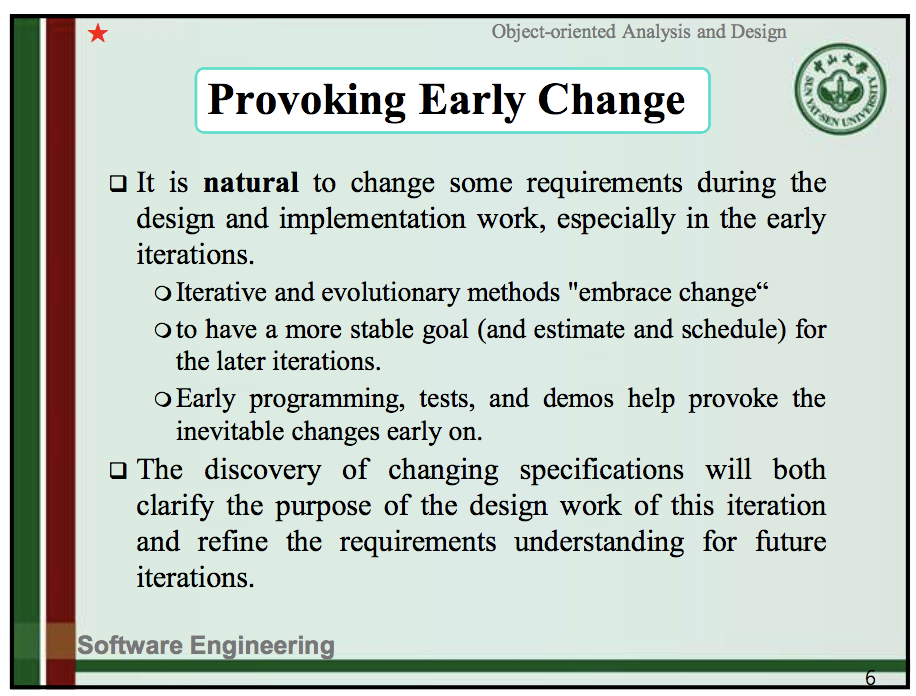 Object-oriented Analysis and Design
中山大學
SUN YAT-SEN UNIVERSITY
Provoking Early Change
It is natural to change some requirements during the
design and implementation work, especially in the early
iterations.
Iterative and evolutionary methods "embrace change“
to have a more stable goal (and estimate and schedule) for
the later iterations.
Early programming, tests, and demos help provoke the
inevitable changes early on.
The discovery of changing specifications will both
clarify the purpose of the design work of this iteration
and refine the requirements understanding for future
iterations.
Software Engineering
6